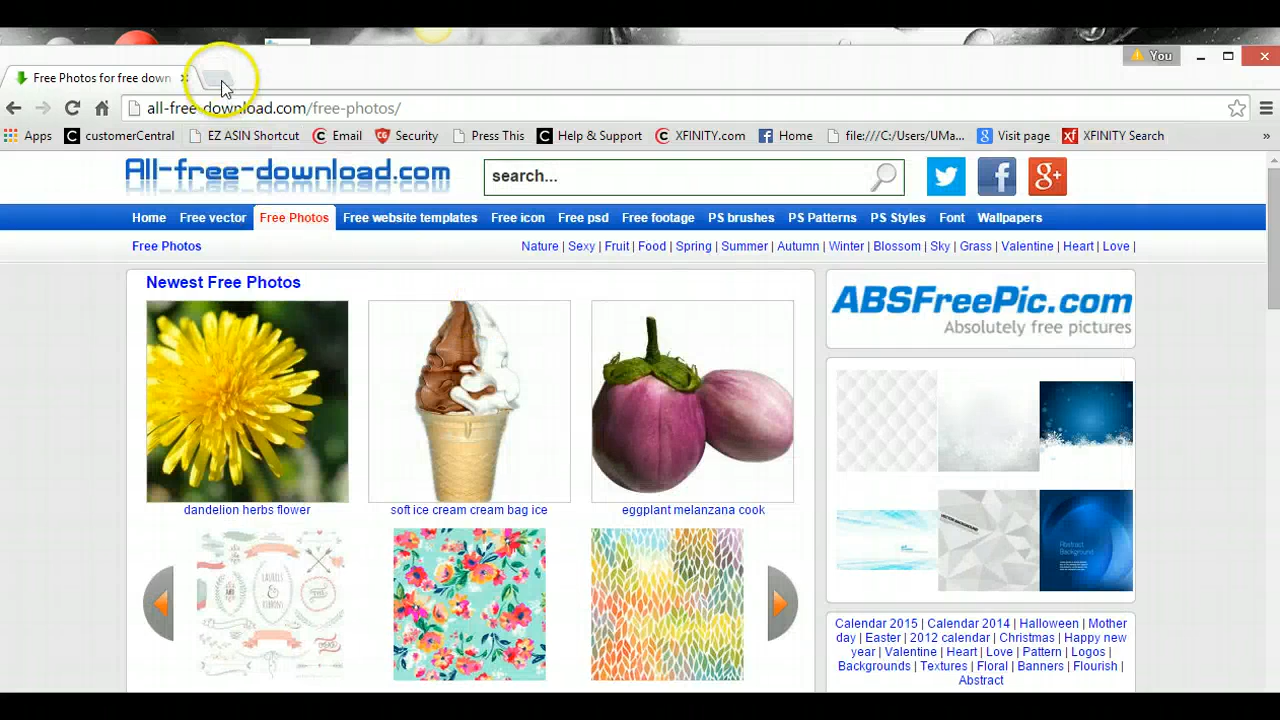 You
Free Photos for free down
all-free-download.com/free-photos/
Apps customerCentral EZ ASIN Shortcut Email Security Press This Help & Support XFINITY.com Home file:///C:/Users/UMa... Visit page XFINITY Search »
All-free-download.com
search...
Home Free vector Free Photos Free website templates Free icon Free psd Free footage PS brushes PS Patterns PS Styles Font Wallpapers
Free Photos
Nature | Sexy | Fruit | Food | Spring | Summer | Autumn | Winter | Blossom | Sky | Grass | Valentine | Heart | Love |
Newest Free Photos
dandelion herbs flower
soft ice cream cream bag ice
eggplant melanzana cook
LAURELS
& RIBBONS
ABSFreePic.com
Absolutely free pictures
VECTOR BACKGROUND
Abstract
Background
Calendar 2015 | Calendar 2014 | Halloween | Mother
day | Easter | 2012 calendar | Christmas | Happy new
year | Valentine | Heart | Love | Pattern | Logos |
Backgrounds | Textures | Floral | Banners | Flourish |
Abstract